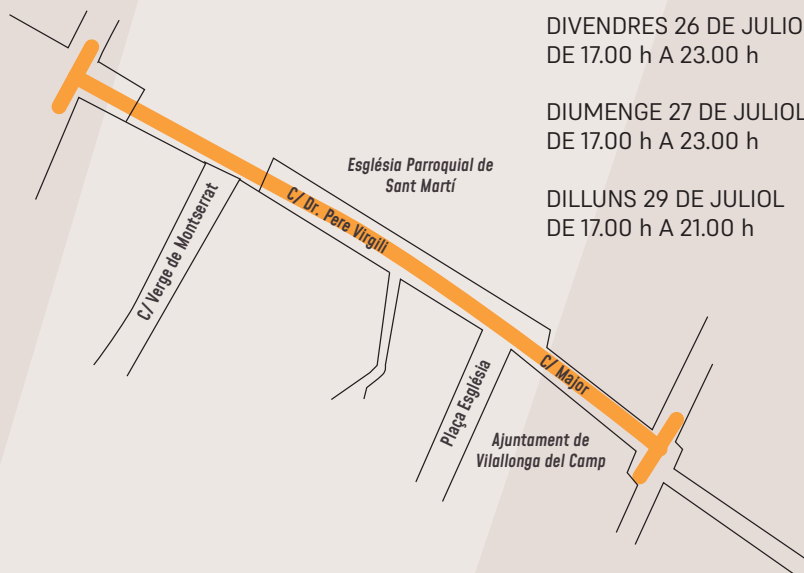 DIVENDRES 26 DE JULIO
DE 17.00 h A 23.00 h
DIUMENGE 27 DE JULIOL
DE 17.00 h A 23.00 h
DILLUNS 29 DE JULIOL
DE 17.00 h A 21.00 h
Església Parroquial de
Sant Martí
C/ Dr. Pere Virgili
C/ Verge de Montserrat
C/ Major
Plaça Església
Ajuntament de
Vilallonga del Camp